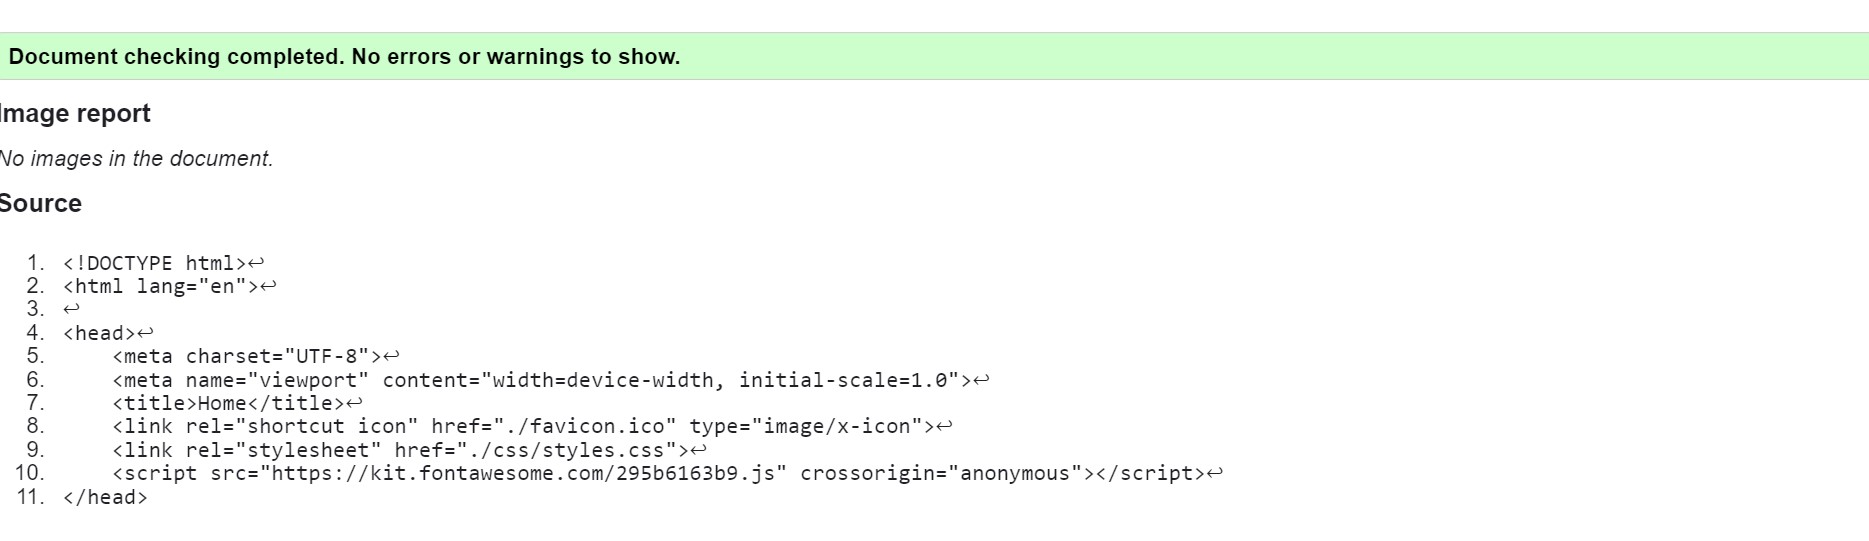 Document checking completed. No errors or warnings to show.
Image report
No images in the document.
Source
1. <!DOCTYPE html>↩
2. <html lang="en">↩
3. ↩
4. <head>↩
5.     <meta charset="UTF-8">↩
6.     <meta name="viewport" content="width=device-width, initial-scale=1.0">↩
7.     <title>Home</title>↩
8.     <link rel="shortcut icon" href="./favicon.ico" type="image/x-icon">↩
9.     <link rel="stylesheet" href="./css/styles.css">↩
10.     <script src="https://kit.fontawesome.com/295b6163b9.js" crossorigin="anonymous"></script>↩
11. </head>